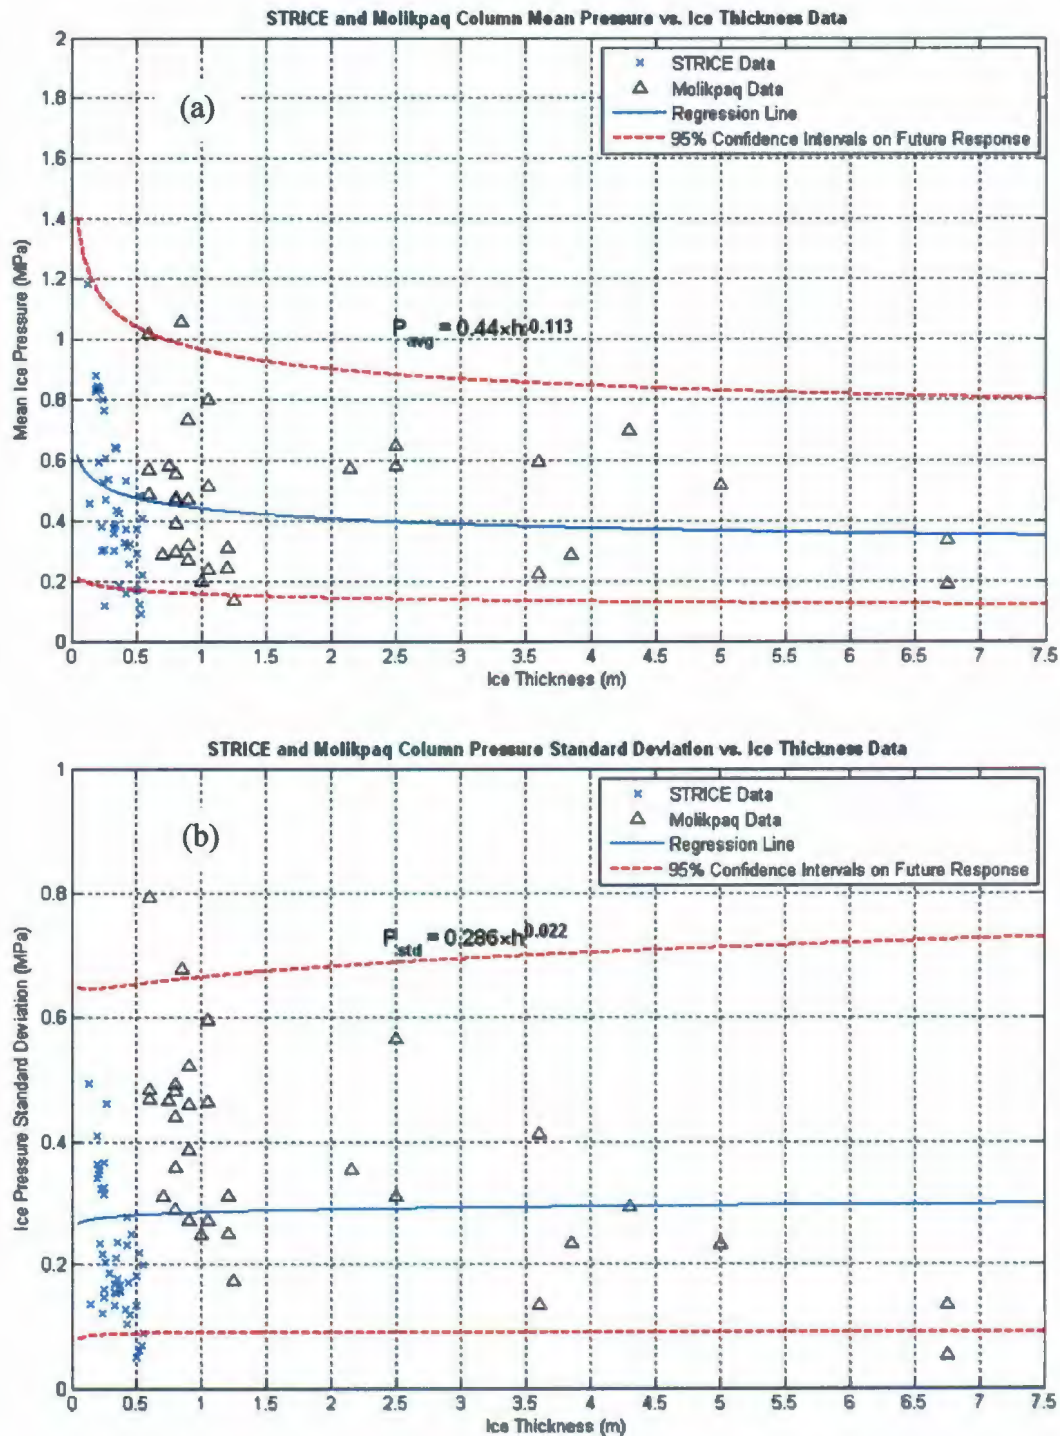 STRICE and Molikpaq Column Mean Pressure vs. Ice Thickness Data
2
1.8
1.6
1.4
1.2
1
0.8
0.6
0.4
0.2
0
Mean Ice Pressure (MPa)
(a)
STRICE Data
Molikpaq Data
Regression Line
95% Confidence Intervals on Future Response
P_avg = 0.44×h^-0.113
0 0.5 1 1.5 2 2.5 3 3.5 4 4.5 5 5.5 6 6.5 7 7.5
Ice Thickness (m)
STRICE and Molikpaq Column Pressure Standard Deviation vs. Ice Thickness Data
1
0.8
0.6
0.4
0.2
0
Ice Pressure Standard Deviation (MPa)
(b)
STRICE Data
Molikpaq Data
Regression Line
95% Confidence Intervals on Future Response
P_std = 0.286×h^0.022
0 0.5 1 1.5 2 2.5 3 3.5 4 4.5 5 5.5 6 6.5 7 7.5
Ice Thickness (m)